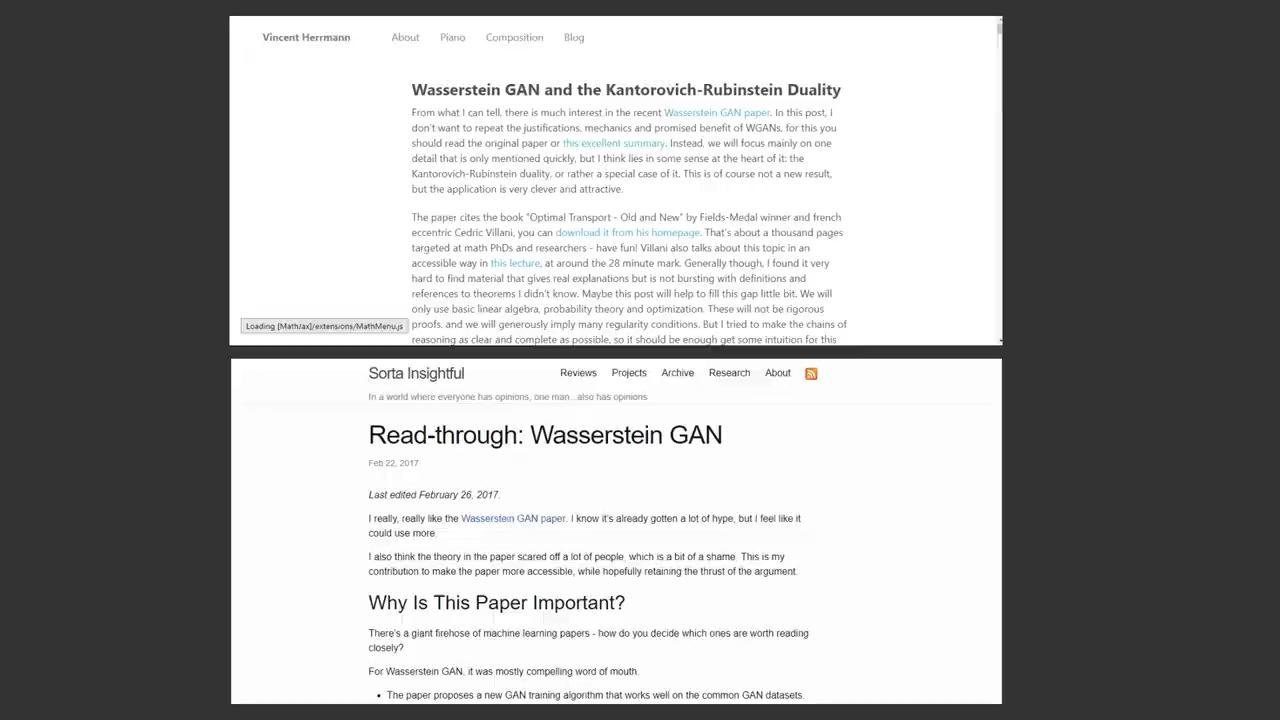 Vincent Herrmann About Piano Composition Blog
Wasserstein GAN and the Kantorovich-Rubinstein Duality
From what I can tell, there is much interest in the recent Wasserstein GAN paper. In this post, I
don't want to repeat the justifications, mechanics and promised benefit of WGANs, for this you
should read the original paper or this excellent summary. Instead, we will focus mainly on one
detail that is only mentioned quickly, but I think lies in some sense at the heart of it: the
Kantorovich-Rubinstein duality, or rather a special case of it. This is of course not a new result,
but the application is very clever and attractive.
The paper cites the book "Optimal Transport - Old and New" by Fields-Medal winner and french
eccentric Cedric Villani, you can download it from his homepage. That's about a thousand pages
targeted at math PhDs and researchers - have fun! Villani also talks about this topic in an
accessible way in this lecture, at around the 28 minute mark. Generally though, I found it very
hard to find material that gives real explanations but is not bursting with definitions and
references to theorems I didn't know. Maybe this post will help to fill this gap little bit. We will
only use basic linear algebra, probability theory and optimization. These will not be rigorous
proofs, and we will generously imply many regularity conditions. But I tried to make the chains of
reasoning as clear and complete as possible, so it should be enough get some intuition for this
Loading [MathJax]/extensions/MathMenu.js
Sorta Insightful Reviews Projects Archive Research About
In a world where everyone has opinions, one man...also has opinions
Read-through: Wasserstein GAN
Feb 22, 2017
Last edited February 26, 2017.
I really, really like the Wasserstein GAN paper. I know it's already gotten a lot of hype, but I feel like it
could use more.
I also think the theory in the paper scared off a lot of people, which is a bit of a shame. This is my
contribution to make the paper more accessible, while hopefully retaining the thrust of the argument.
Why Is This Paper Important?
There's a giant firehose of machine learning papers - how do you decide which ones are worth reading
closely?
For Wasserstein GAN, it was mostly compelling word of mouth.
• The paper proposes a new GAN training algorithm that works well on the common GAN datasets.